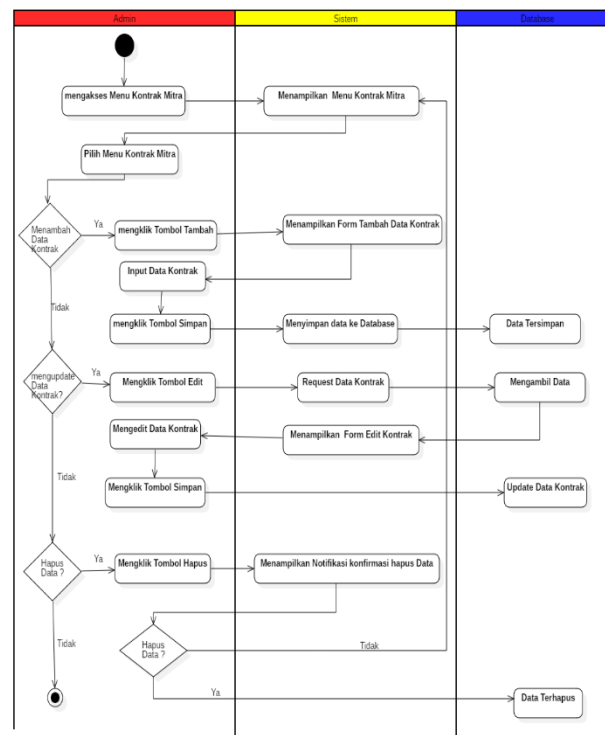 Admin
Sistem
Database
mengakses Menu Kontrak Mitra
Menampilkan Menu Kontrak Mitra
Pilih Menu Kontrak Mitra
Menambah
Data
Kontrak
Ya
mengklik Tombol Tambah
Menampilkan Form Tambah Data Kontrak
Input Data Kontrak
Tidak
mengklik Tombol Simpan
Menyimpan data ke Database
Data Tersimpan
mengupdate
Data
Kontrak?
Ya
Mengklik Tombol Edit
Request Data Kontrak
Mengambil Data
Mengedit Data Kontrak
Menampilkan Form Edit Kontrak
Tidak
Mengklik Tombol Simpan
Update Data Kontrak
Hapus
Data ?
Ya
Mengklik Tombol Hapus
Menampilkan Notifikasi konfirmasi hapus Data
Tidak
Hapus
Data ?
Tidak
Ya
Data Terhapus